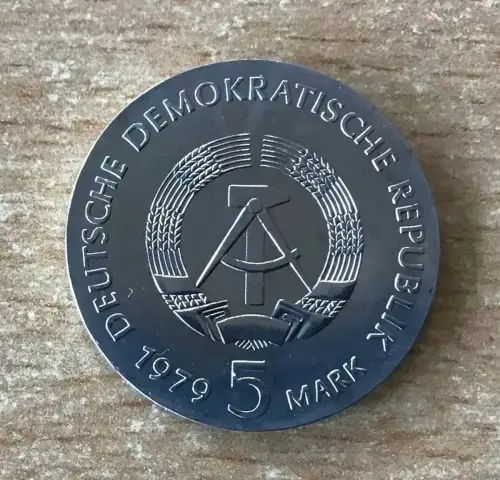 DEUTSCHE DEMOKRATISCHE REPUBLIK
1979 5 MARK